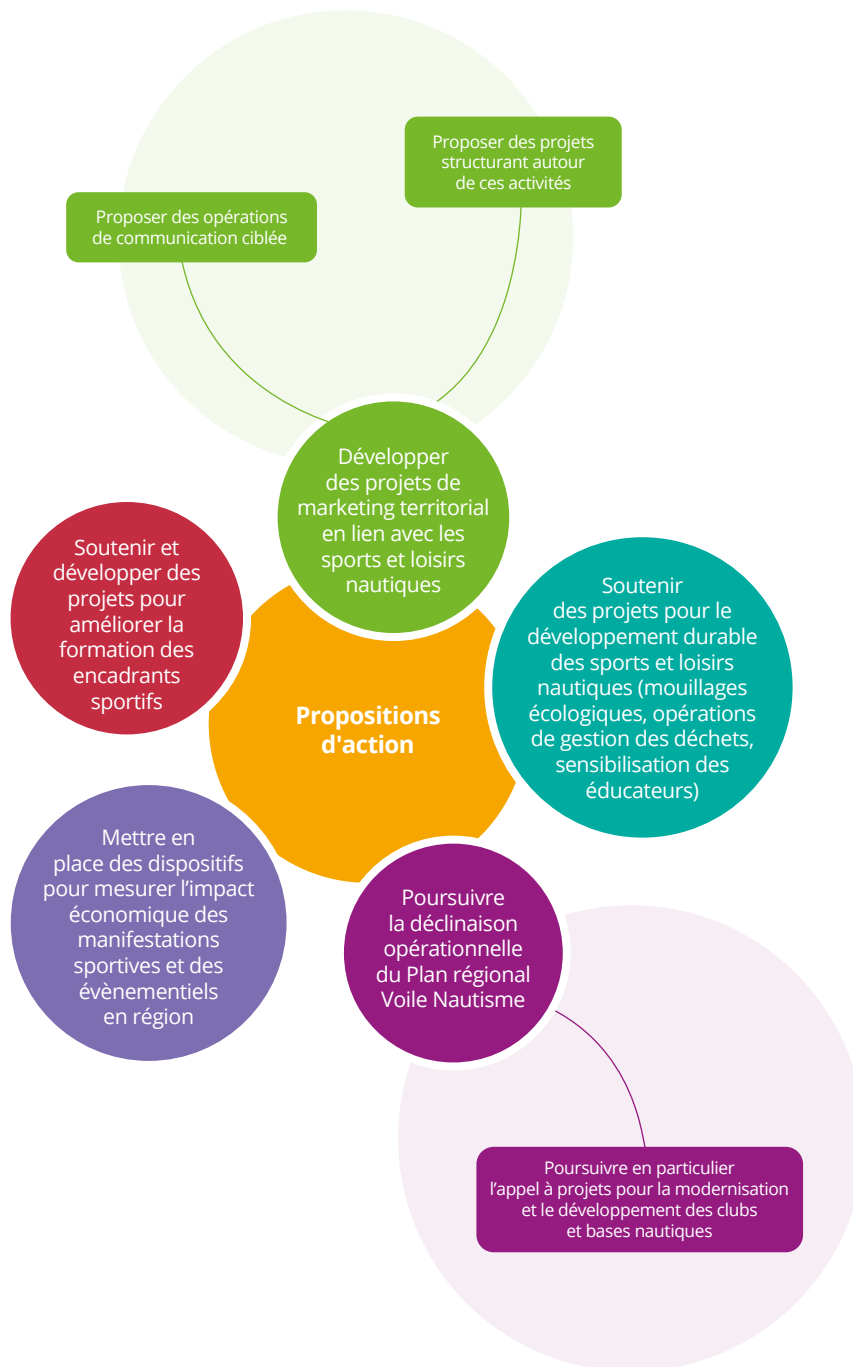 Proposer des projets
structurant autour
de ces activités
Proposer des opérations
de communication ciblée
Développer
des projets de
marketing territorial
en lien avec les
sports et loisirs
nautiques
Soutenir et
développer des
projets pour
améliorer la
formation des
encadrants
sportifs
Soutenir
des projets pour le
développement durable
des sports et loisirs
nautiques (mouillages
écologiques, opérations
de gestion des déchets,
sensibilisation des
éducateurs)
Propositions
d'action
Mettre en
place des dispositifs
pour mesurer l’impact
économique des
manifestations
sportives et des
évènementiels
en région
Poursuivre
la déclinaison
opérationnelle
du Plan régional
Voile Nautisme
Poursuivre en particulier
l’appel à projets pour la modernisation
et le développement des clubs
et bases nautiques